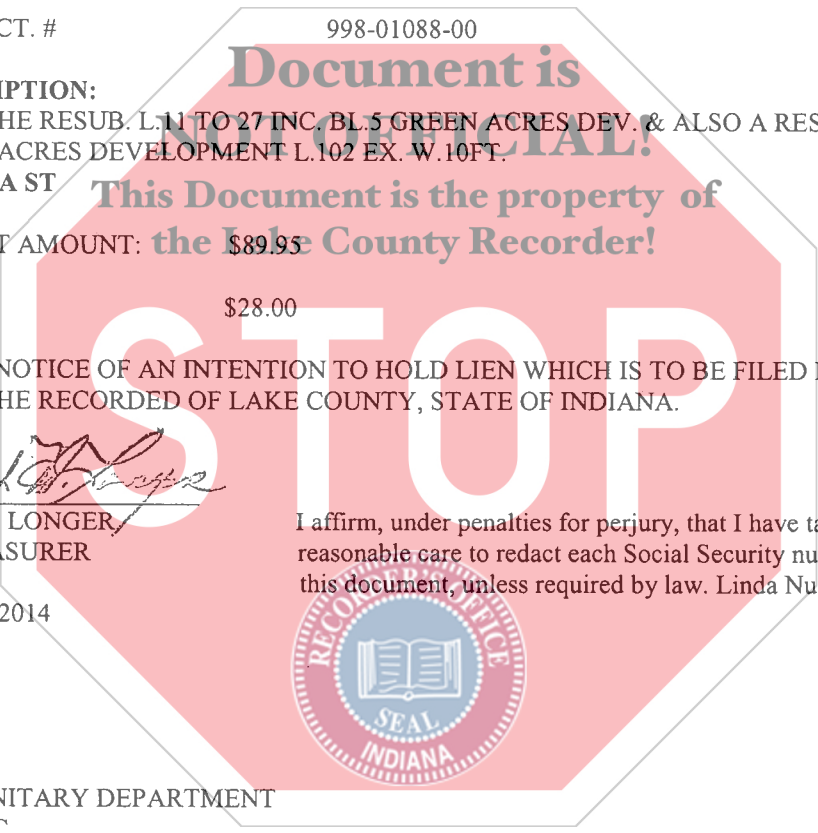 CT. # 998-01088-00
Document is
IPTION:
HE RESUB. L.11 TO 27 INC. BL.5 GREEN ACRES DEV. & ALSO A RES
NOT OFFICIAL!
ACRES DEVELOPMENT L.102 EX. W.10FT.
A ST
This Document is the property of
T AMOUNT: $89.95
the Lake County Recorder!
$28.00
STOP
NOTICE OF AN INTENTION TO HOLD LIEN WHICH IS TO BE FILED
HE RECORDED OF LAKE COUNTY, STATE OF INDIANA.
LONGER
I affirm, under penalties for perjury, that I have ta
ASURER
reasonable care to redact each Social Security nu
this document, unless required by law. Linda Nu
2014
RECORDER'S OFFICE
SEAL
INDIANA
NITARY DEPARTMENT